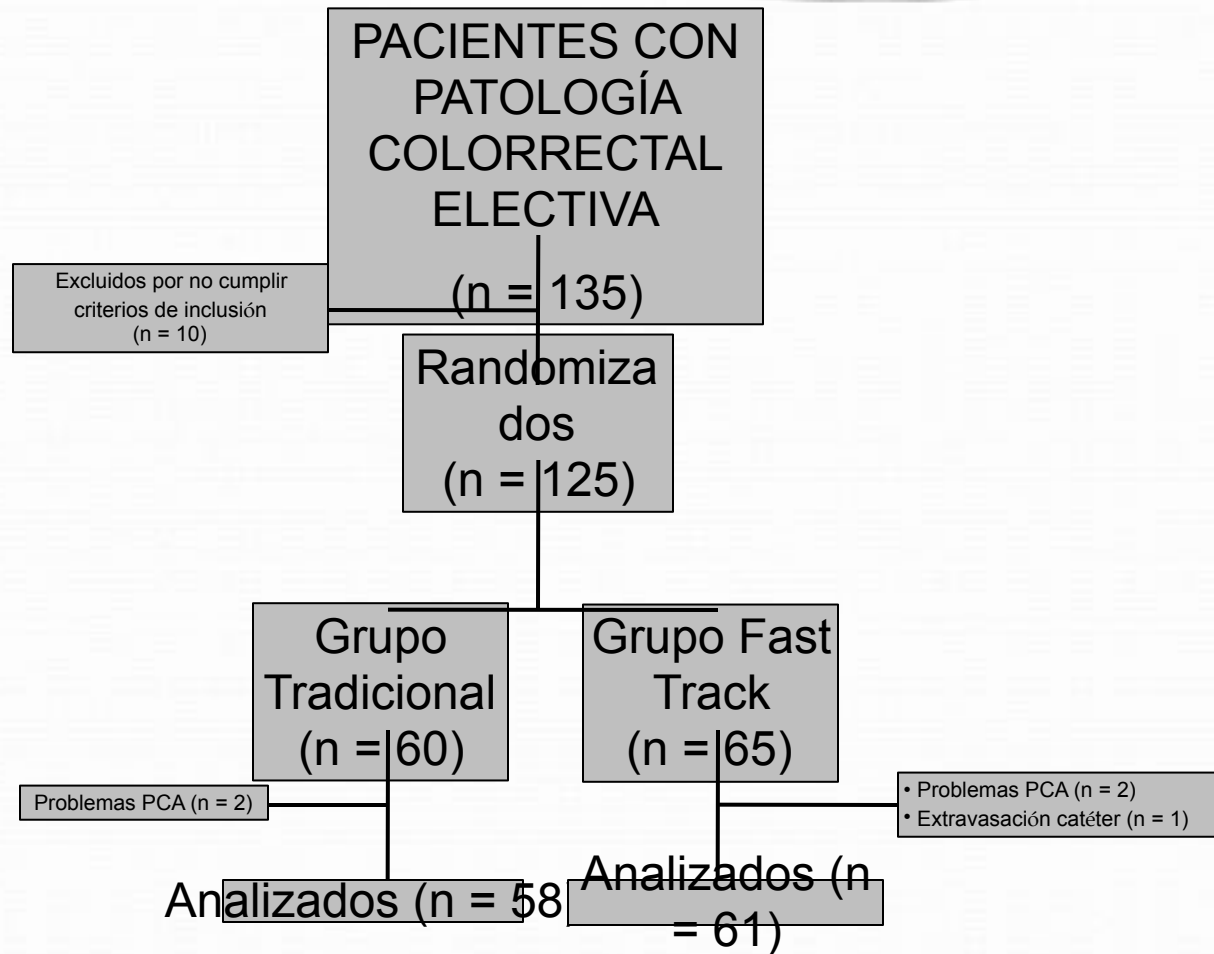 PACIENTES CON
PATOLOGÍA
COLORRECTAL
ELECTIVA
(n = 135)
Excluidos por no cumplir
criterios de inclusión
(n = 10)
Randomiza
dos
(n = 125)
Grupo
Tradicional
(n = 60)
Grupo Fast
Track
(n = 65)
Problemas PCA (n = 2)
• Problemas PCA (n = 2)
• Extravasación catéter (n = 1)
Analizados (n = 58
Analizados (n
= 61)